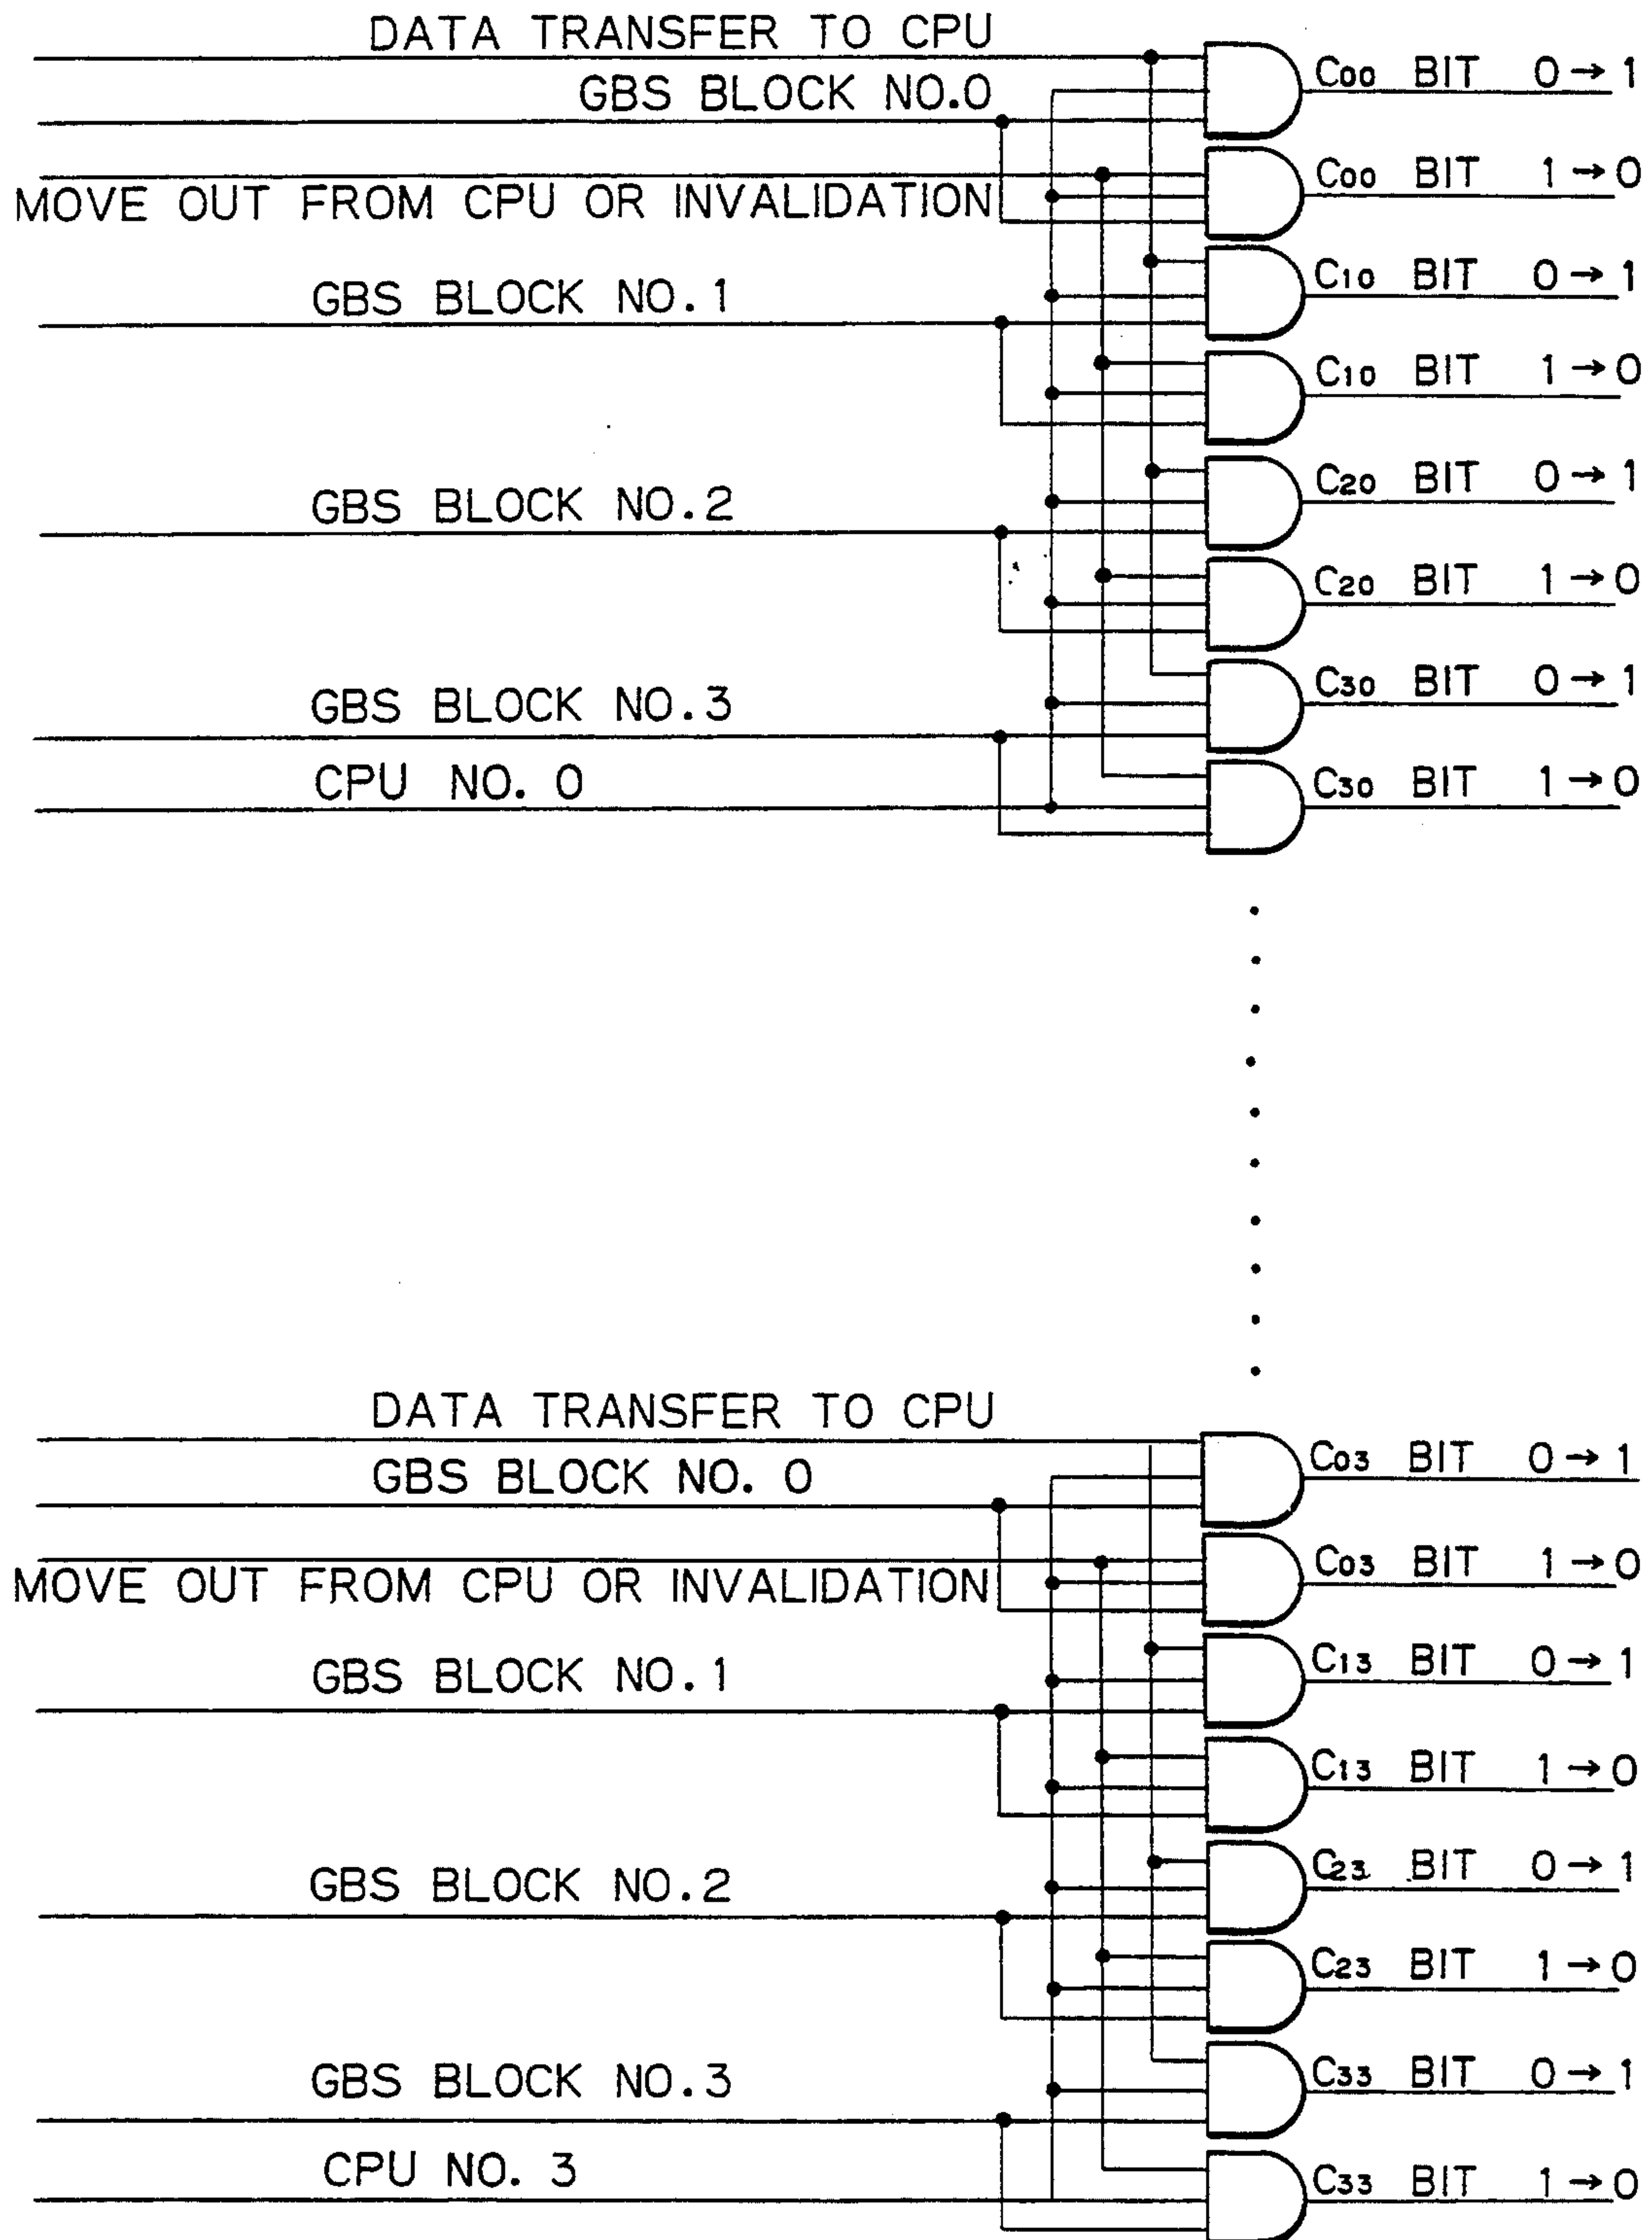 DATA TRANSFER TO CPU
C00 BIT 0→1
GBS BLOCK NO.0
C00 BIT 1→0
MOVE OUT FROM CPU OR INVALIDATION
C10 BIT 0→1
GBS BLOCK NO.1
C10 BIT 1→0
C20 BIT 0→1
GBS BLOCK NO.2
C20 BIT 1→0
C30 BIT 0→1
GBS BLOCK NO.3
C30 BIT 1→0
CPU NO. 0
DATA TRANSFER TO CPU
C03 BIT 0→1
GBS BLOCK NO. 0
C03 BIT 1→0
MOVE OUT FROM CPU OR INVALIDATION
C13 BIT 0→1
GBS BLOCK NO.1
C13 BIT 1→0
C23 BIT 0→1
GBS BLOCK NO.2
C23 BIT 1→0
C33 BIT 0→1
GBS BLOCK NO.3
C33 BIT 1→0
CPU NO. 3